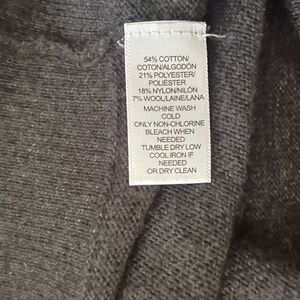 54% COTTON/
COTON/ALGODÓN
21% POLYESTER/
POLIÉSTER
18% NYLON/NILÓN
7% WOOL/LAINE/LANA
MACHINE WASH
COLD
ONLY NON-CHLORINE
BLEACH WHEN
NEEDED
TUMBLE DRY LOW
COOL IRON IF
NEEDED
OR DRY CLEAN